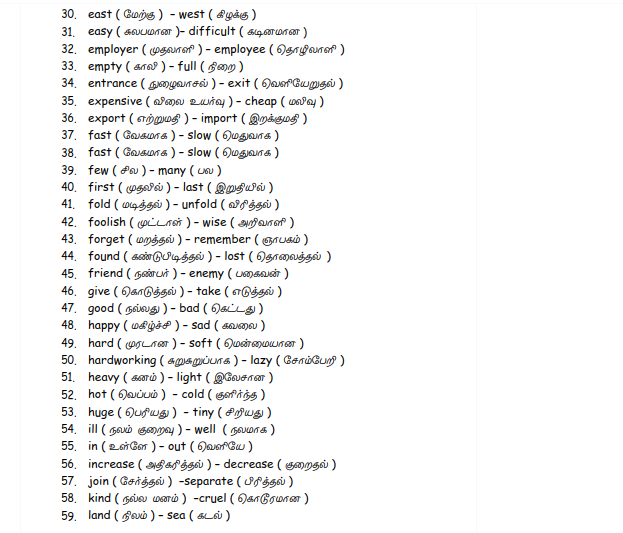 30. east ( மேற்கு ) – west ( கிழக்கு )
31. easy ( சுலபமான )– difficult ( கடினமான )
32. employer ( முதலாளி ) – employee ( தொழிலாளி )
33. empty ( காலி ) – full ( நிறை )
34. entrance ( நுழைவாசல் ) – exit ( வெளியேறுதல் )
35. expensive ( விலை உயர்வு ) – cheap ( மலிவு )
36. export ( ஏற்றுமதி ) – import ( இறக்குமதி )
37. fast ( வேகமாக ) – slow ( மெதுவாக )
38. fast ( வேகமாக ) – slow ( மெதுவாக )
39. few ( சில ) – many ( பல )
40. first ( முதலில் ) – last ( இறுதியில் )
41. fold ( மடித்தல் ) – unfold ( விரித்தல் )
42. foolish ( முட்டாள் ) – wise ( அறிவாளி )
43. forget ( மறத்தல் ) – remember ( ஞாபகம் )
44. found ( கண்டுபிடித்தல் ) – lost ( தொலைத்தல் )
45. friend ( நண்பர் ) – enemy ( பகைவன் )
46. give ( கொடுத்தல் ) – take ( எடுத்தல் )
47. good ( நல்லது ) – bad ( கெட்டது )
48. happy ( மகிழ்ச்சி ) – sad ( கவலை )
49. hard ( முரடான ) – soft ( மென்மையான )
50. hardworking ( சுறுசுறுப்பாக ) – lazy ( சோம்பேறி )
51. heavy ( கனம் ) – light ( இலேசான )
52. hot ( வெப்பம் ) – cold ( குளிர்ந்த )
53. huge ( பெரியது ) – tiny ( சிறியது )
54. ill ( நலம் குறைவு ) – well ( நலமாக )
55. in ( உள்ளே ) – out ( வெளியே )
56. increase ( அதிகரித்தல் ) – decrease ( குறைதல் )
57. join ( சேர்த்தல் ) –separate ( பிரித்தல் )
58. kind ( நல்ல மனம் ) –cruel ( கொடூரமான )
59. land ( நிலம் ) – sea ( கடல் )